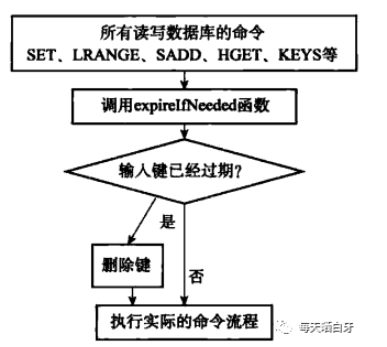 所有读写数据库的命令
SET、LRANGE、SADD、HGET、KEYS等
调用expireIfNeeded函数
输入键已经过期?
是
删除键
否
执行实际的命令流程
每天晒白牙